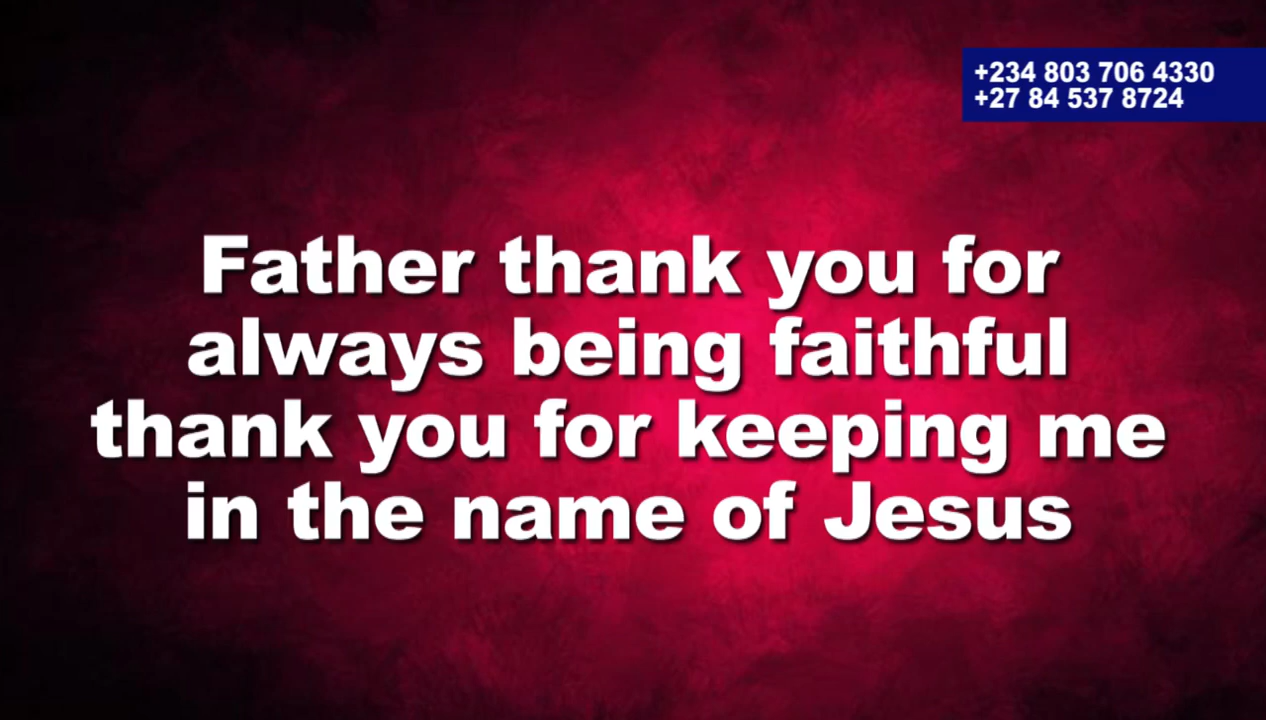 +234 803 706 4330
+27 84 537 8724
Father thank you for
always being faithful
thank you for keeping me
in the name of Jesus